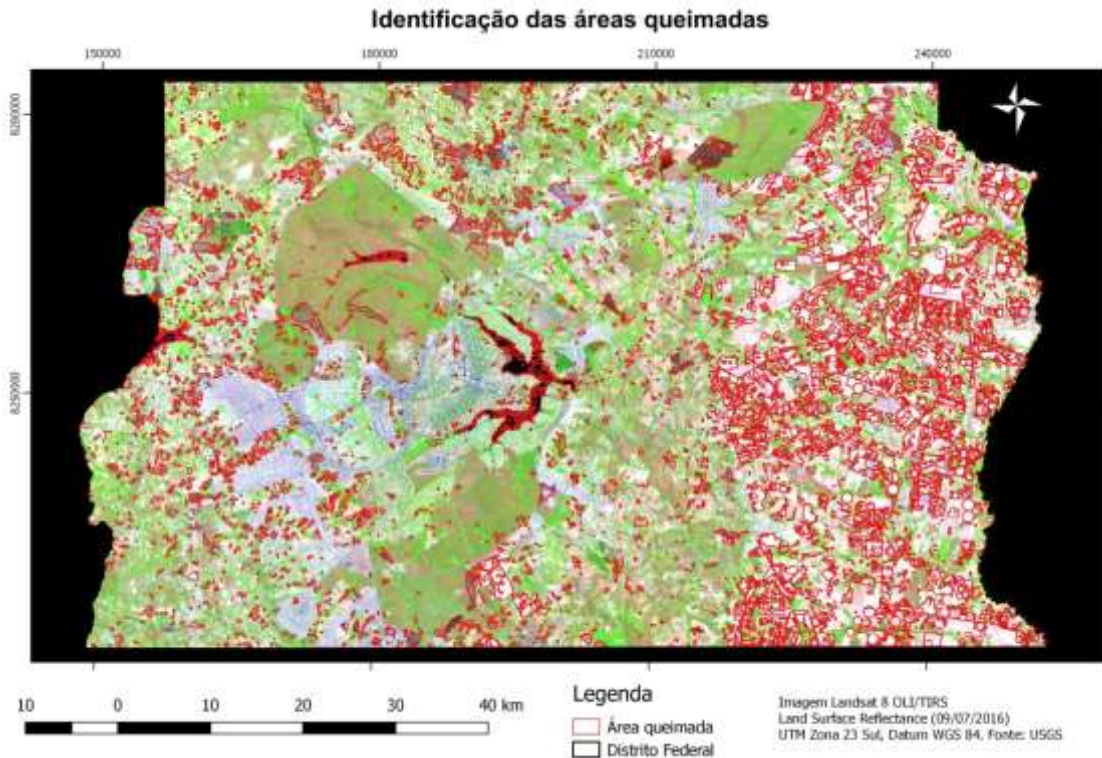 Identificação das áreas queimadas
150000 180000 210000 240000
8280000
8250000
10 0 10 20 30 40 km
Legenda
Área queimada
Distrito Federal
Imagem Landsat 8 OLI/TIRS
Land Surface Reflectance (09/07/2016)
UTM Zona 23 Sul, Datum WGS 84, Fonte: USGS